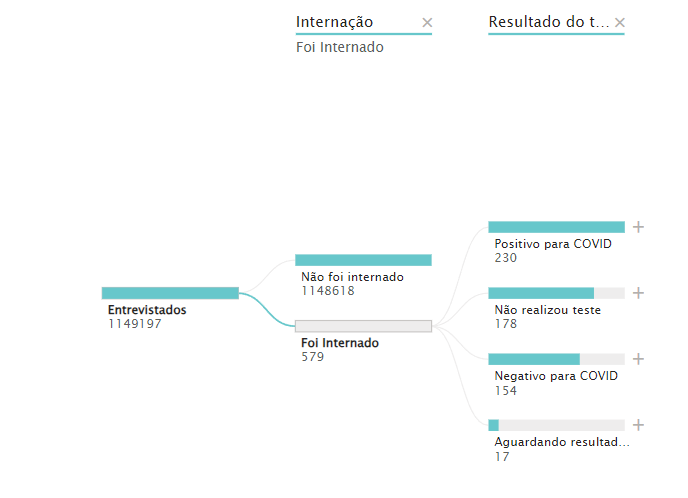 Internação
Resultado do t...
Foi Internado
Positivo para COVID
230
Não foi internado
1148618
Entrevistados
1149197
Não realizou teste
178
Foi Internado
579
Negativo para COVID
154
Aguardando resultad...
17